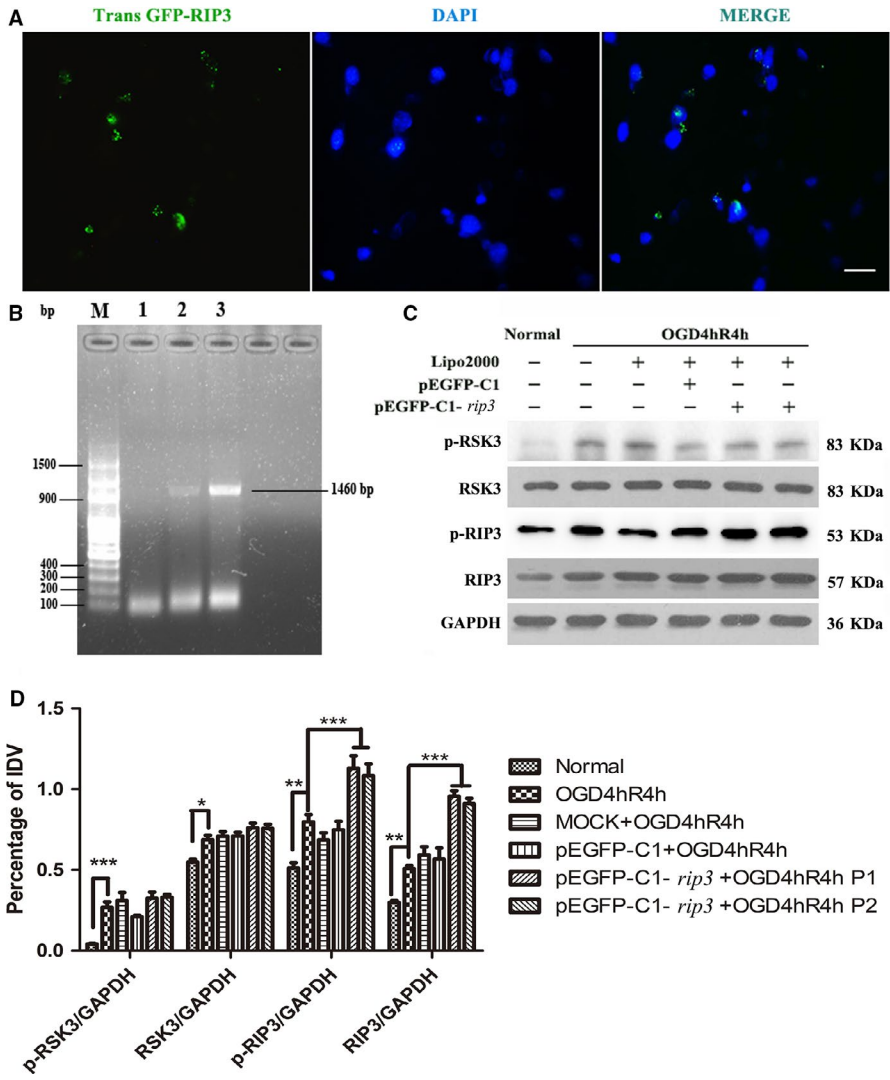 A
Trans GFP-RIP3 DAPI MERGE
B
bp M 1 2 3
1500
900
400
300
200
100
1460 bp
C
Normal OGD4hR4h
Lipo2000 – – + + + +
pEGFP-C1 – – +
pEGFP-C1- rip3 – – + +
p-RSK3 83 KDa
RSK3 83 KDa
p-RIP3 53 KDa
RIP3 57 KDa
GAPDH 36 KDa
D
Percentage of IDV
1.5
1.0
0.5
0.0
***
*
**
***
**
***
p-RSK3/GAPDH
RSK3/GAPDH
p-RIP3/GAPDH
RIP3/GAPDH
Normal
OGD4hR4h
MOCK+OGD4hR4h
pEGFP-C1+OGD4hR4h
pEGFP-C1- rip3 +OGD4hR4h P1
pEGFP-C1- rip3 +OGD4hR4h P2